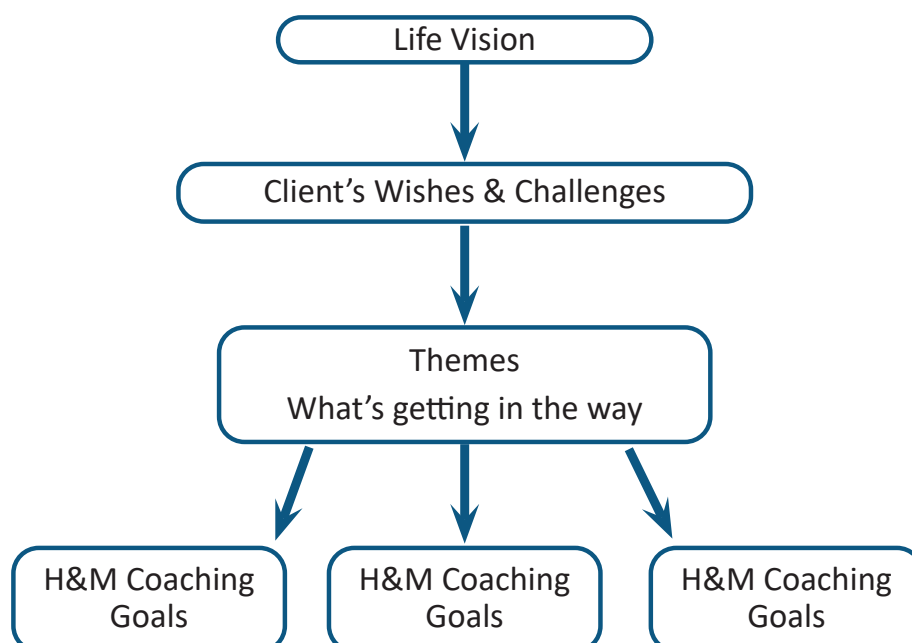 Life Vision
Client’s Wishes & Challenges
Themes
What’s getting in the way
H&M Coaching
Goals
H&M Coaching
Goals
H&M Coaching
Goals